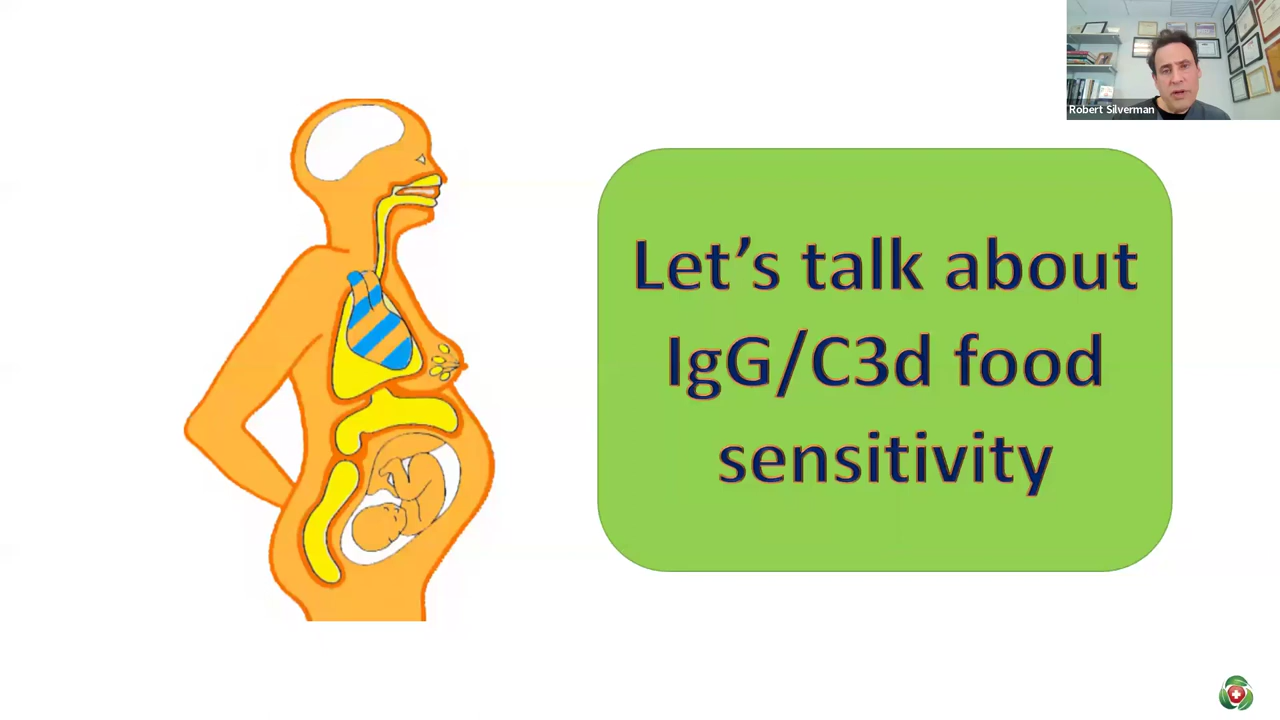 Robert Silverman
Let's talk about
IgG/C3d food
sensitivity